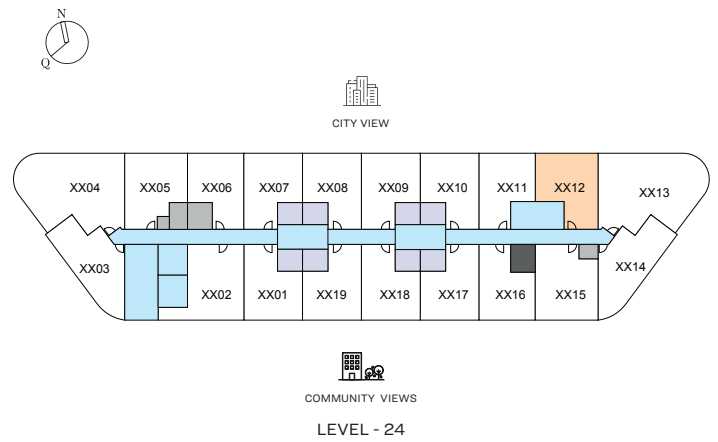 N
Q
CITY VIEW
XX04 XX05 XX06 XX07 XX08 XX09 XX10 XX11 XX12 XX13
XX03 XX14
XX02 XX01 XX19 XX18 XX17 XX16 XX15
COMMUNITY VIEWS
LEVEL - 24